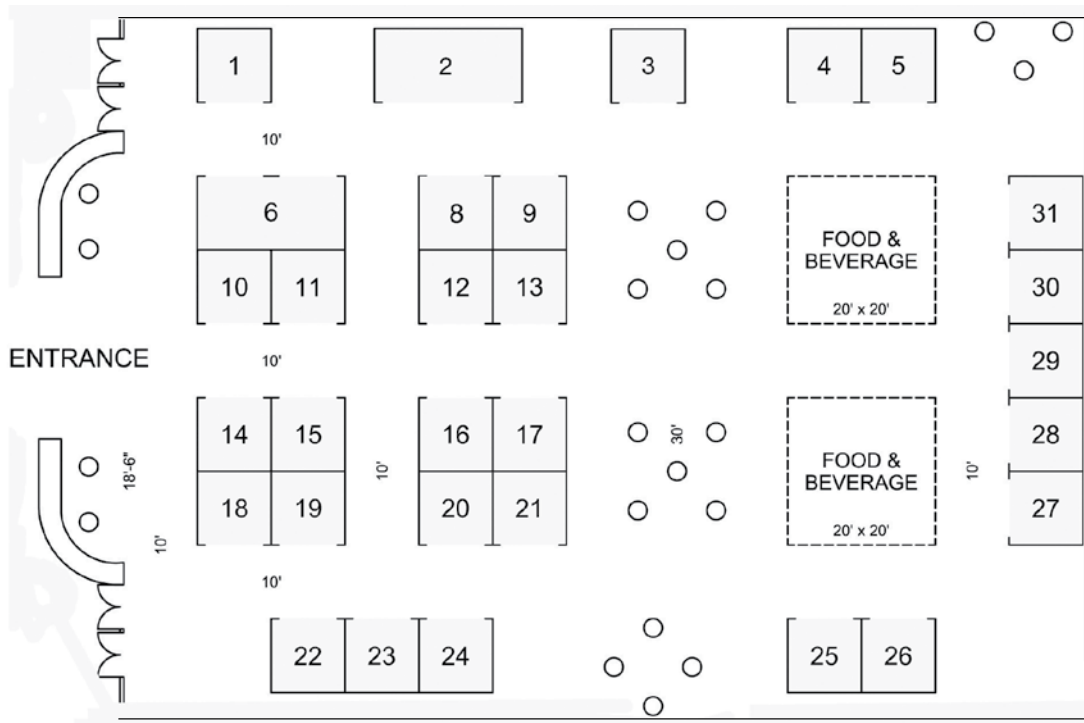 1 2 3 4 5
10'
6 8 9 31
FOOD &
BEVERAGE
10 11 12 13 30
20' x 20'
ENTRANCE 10' 29
14 15 16 17 28
30'
FOOD &
BEVERAGE
18'-6" 10' 10'
18 19 20 21 27
20' x 20'
10'
10'
22 23 24 25 26